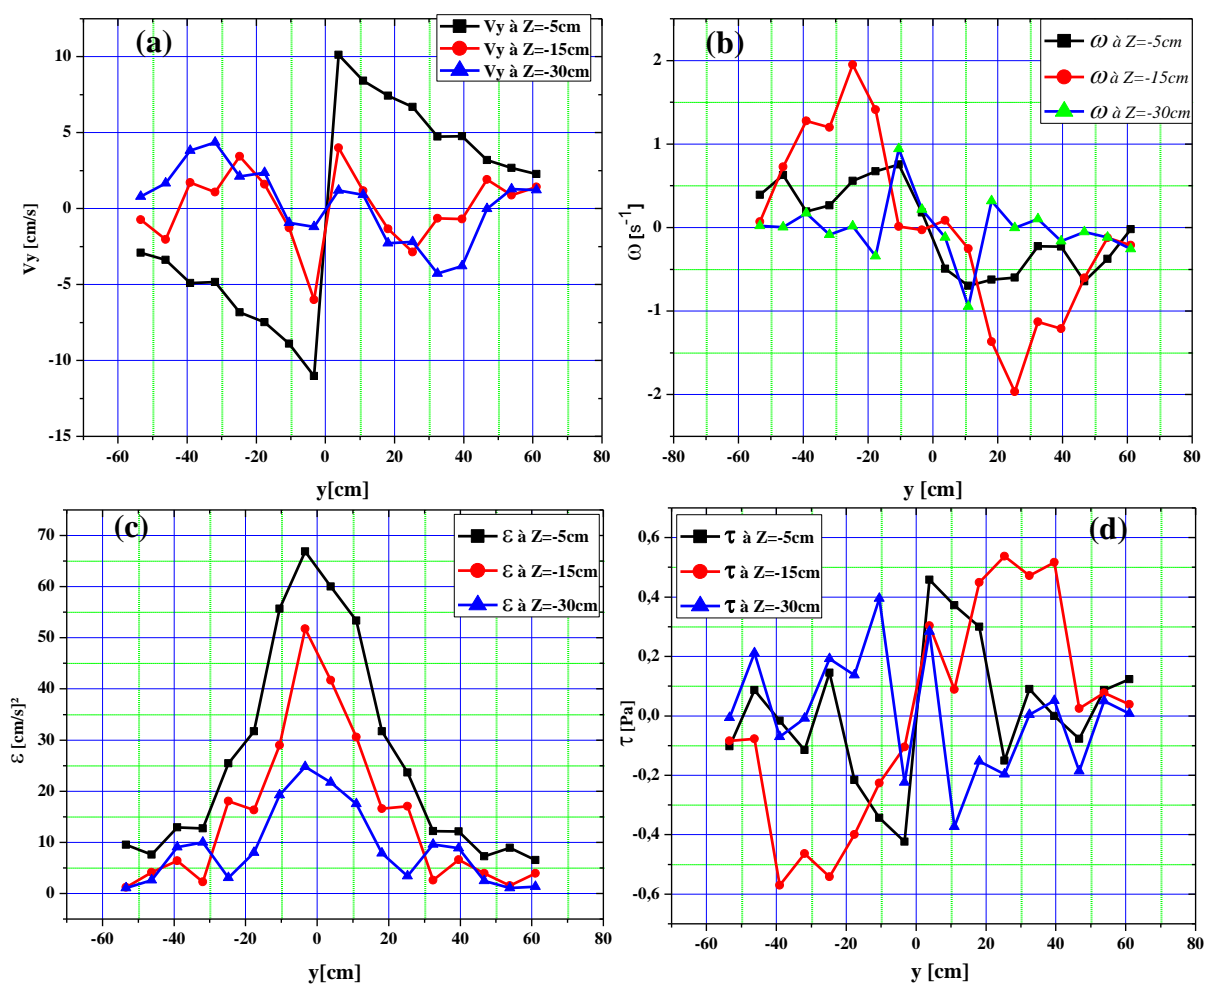 (a)
Vy à Z=-5cm
Vy à Z=-15cm
Vy à Z=-30cm
10
5
0
-5
-10
-15
Vy [cm/s]
-60 -40 -20 0 20 40 60 80
y[cm]
(b)
ω à Z=-5cm
ω à Z=-15cm
ω à Z=-30cm
2
1
0
-1
-2
ω [s⁻¹]
-80 -60 -40 -20 0 20 40 60 80
y [cm]
(c)
ε à Z=-5cm
ε à Z=-15cm
ε à Z=-30cm
70
60
50
40
30
20
10
0
ε [cm/s]²
-60 -40 -20 0 20 40 60 80
y[cm]
(d)
τ à Z=-5cm
τ à Z=-15cm
τ à Z=-30cm
0,6
0,4
0,2
0,0
-0,2
-0,4
-0,6
τ [Pa]
-60 -40 -20 0 20 40 60 80
y [cm]